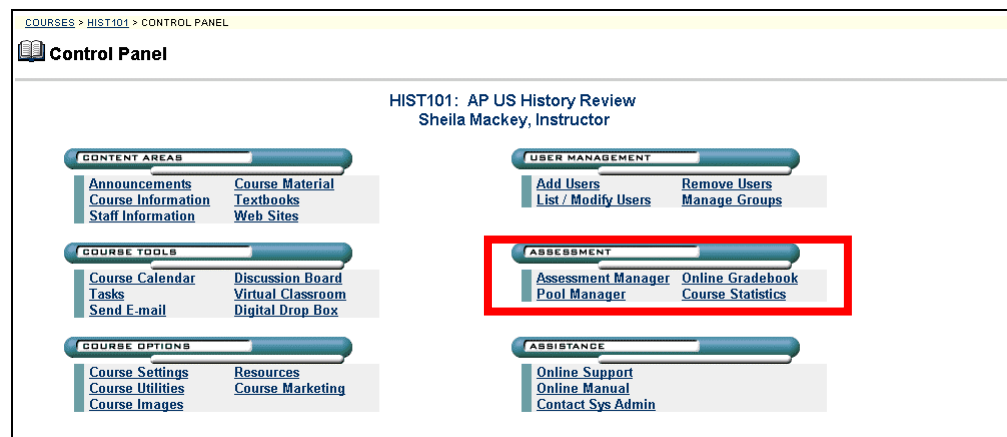 COURSES > HIST101 > CONTROL PANEL
Control Panel
HIST101: AP US History Review
Sheila Mackey, Instructor
CONTENT AREAS
Announcements Course Material
Course Information Textbooks
Staff Information Web Sites
USER MANAGEMENT
Add Users Remove Users
List / Modify Users Manage Groups
COURSE TOOLS
Course Calendar Discussion Board
Tasks Virtual Classroom
Send E-mail Digital Drop Box
ASSESSMENT
Assessment Manager Online Gradebook
Pool Manager Course Statistics
COURSE OPTIONS
Course Settings Resources
Course Utilities Course Marketing
Course Images
ASSISTANCE
Online Support
Online Manual
Contact Sys Admin